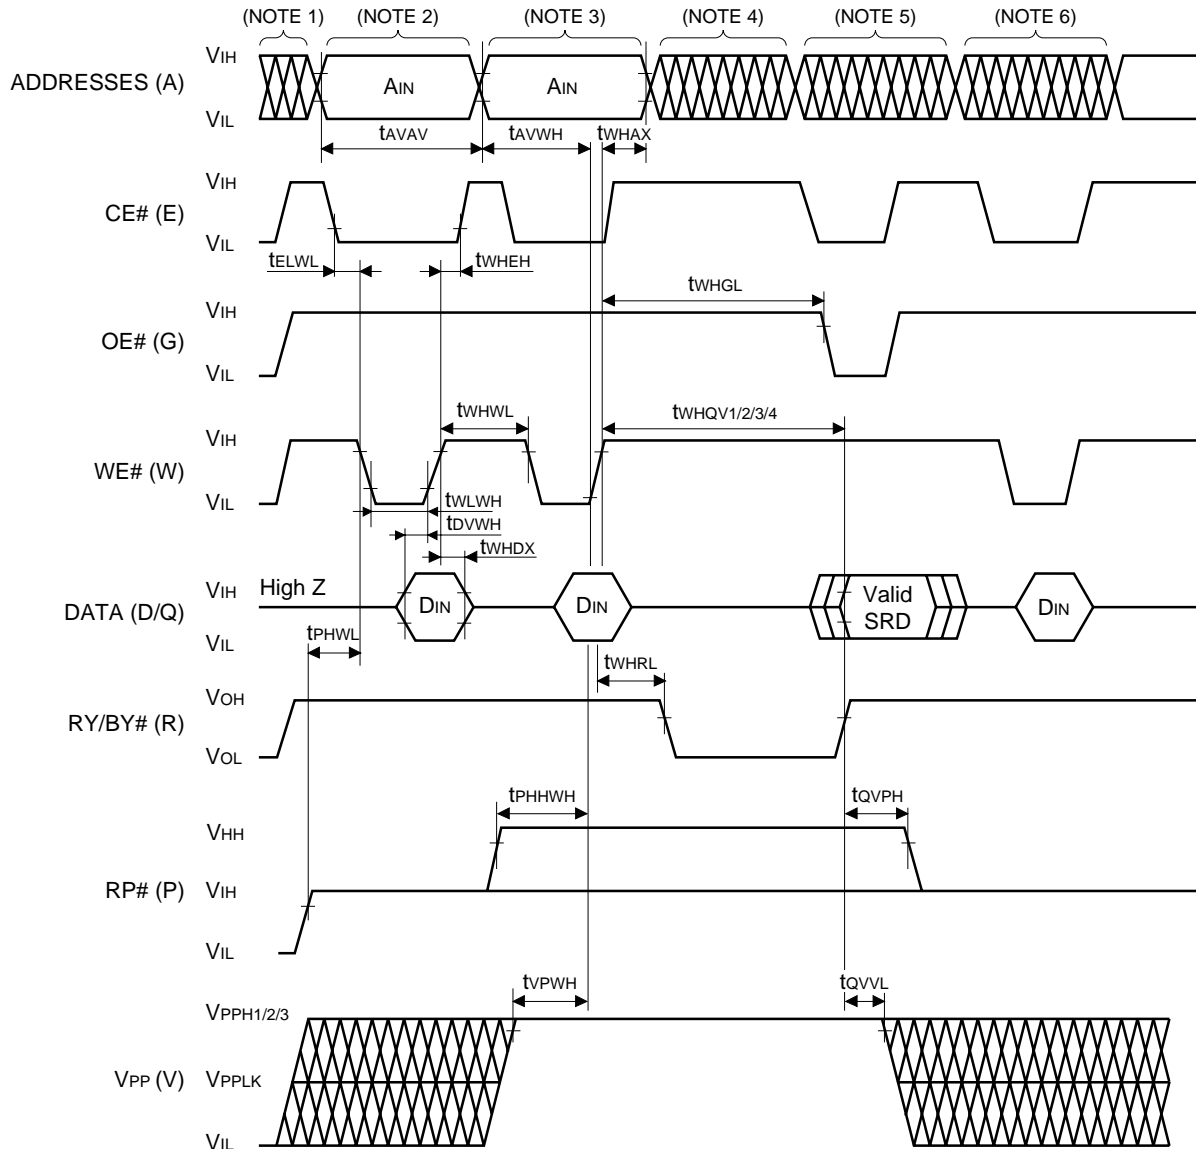 (NOTE 1) (NOTE 2) (NOTE 3) (NOTE 4) (NOTE 5) (NOTE 6)
VIH
ADDRESSES (A) AIN AIN
VIL
tAVAV tAVWH tWHAX
VIH
CE# (E)
VIL
tELWL tWHEH
tWHGL
VIH
OE# (G)
VIL
tWHWL tWHQV1/2/3/4
VIH
WE# (W)
VIL
tWLWH
tDVWH
tWHDX
VIH High Z Valid
DATA (D/Q) DIN DIN SRD DIN
VIL
tPHWL
tWHRL
VOH
RY/BY# (R)
VOL
tPHHWH tQVPH
VHH
RP# (P) VIH
VIL
tVPWH tQVVL
VPPH1/2/3
VPP (V) VPPLK
VIL